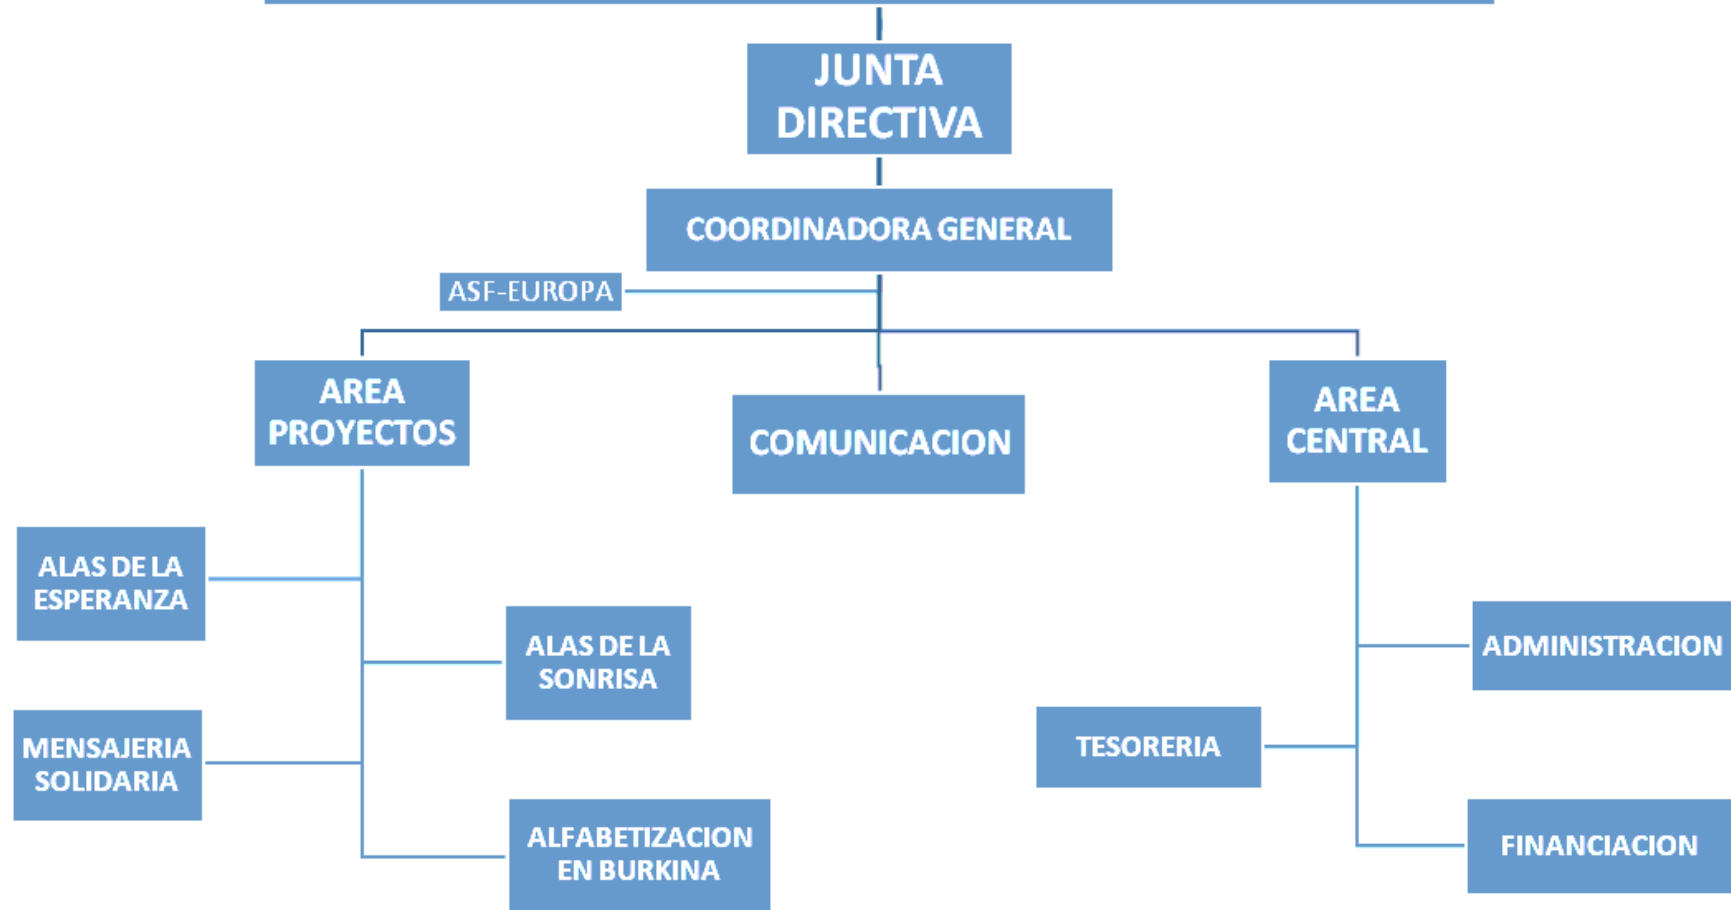 JUNTA
DIRECTIVA
COORDINADORA GENERAL
ASF-EUROPA
AREA
PROYECTOS
COMUNICACION
AREA
CENTRAL
ALAS DE LA
ESPERANZA
ALAS DE LA
SONRISA
MENSAJERIA
SOLIDARIA
ALFABETIZACION
EN BURKINA
ADMINISTRACION
TESORERIA
FINANCIACION